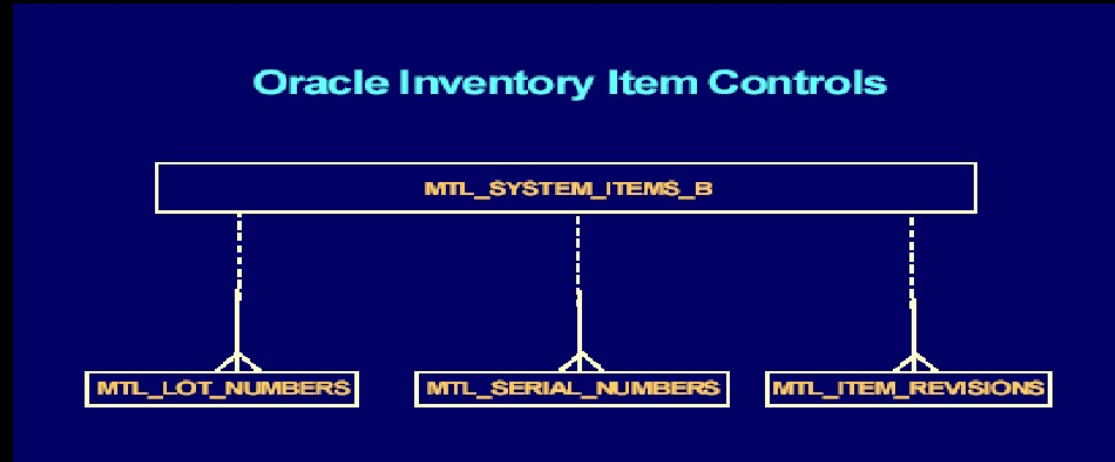 Oracle Inventory Item Controls
MTL_SYSTEM_ITEMS_B
MTL_LOT_NUMBERS
MTL_SERIAL_NUMBERS
MTL_ITEM_REVISIONS